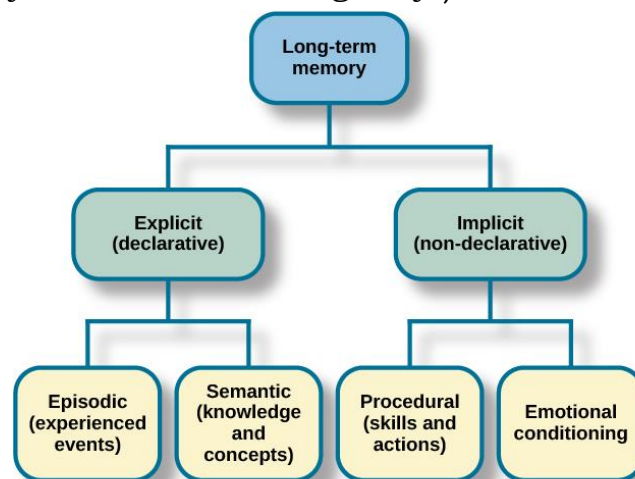 Long-term
memory
Explicit
(declarative)
Implicit
(non-declarative)
Episodic
(experienced
events)
Semantic
(knowledge
and
concepts)
Procedural
(skills and
actions)
Emotional
conditioning